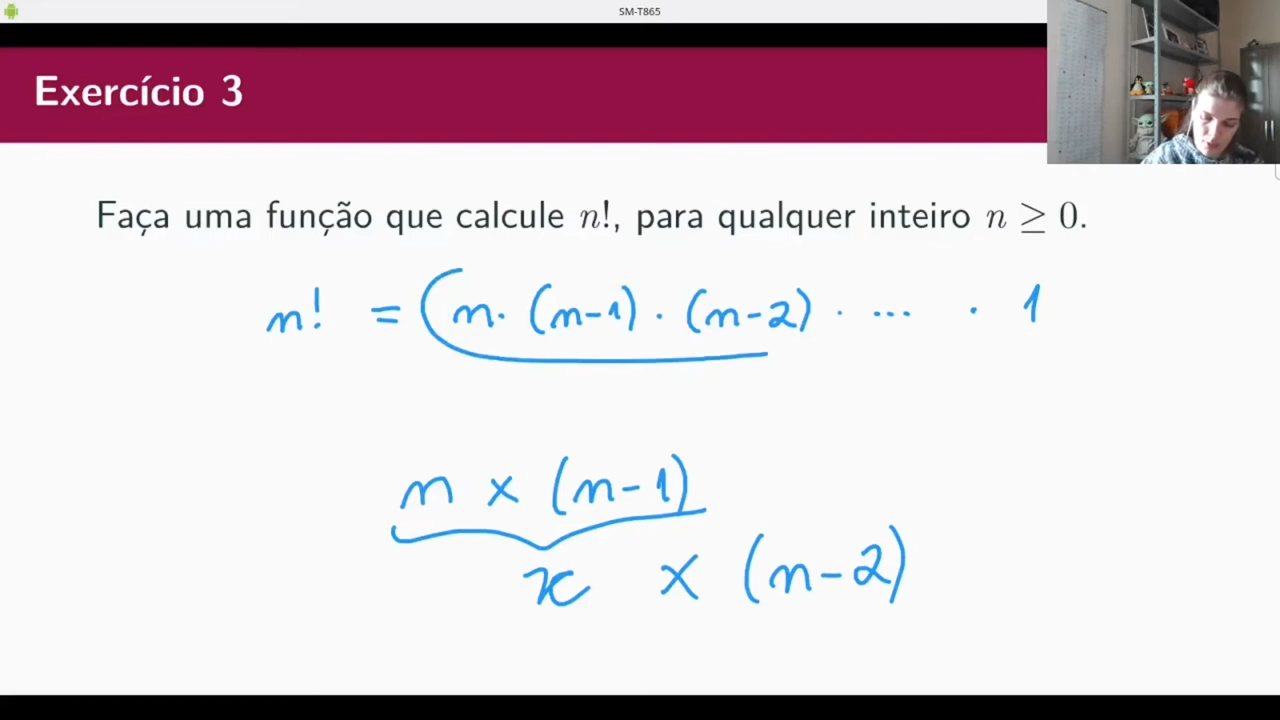 SM-T865
Exercício 3
Faça uma função que calcule n!, para qualquer inteiro n ≥ 0.
n! = (n · (n-1) · (n-2) · ... · 1
n × (n-1)
x × (n-2)